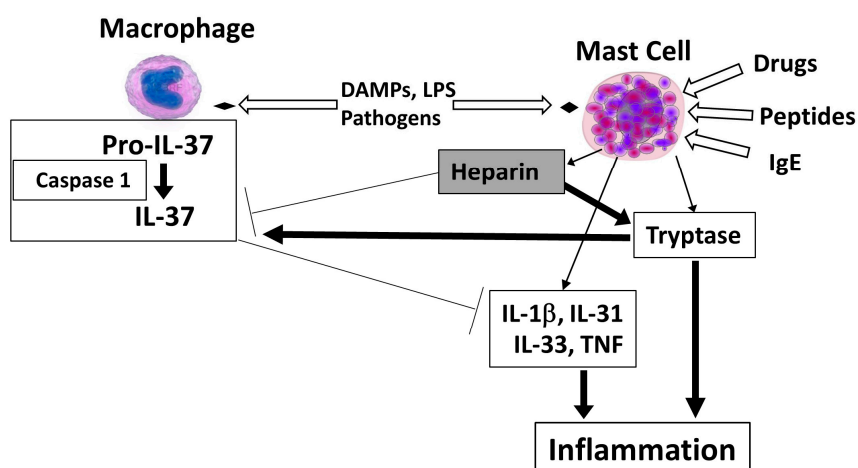 Macrophage
Mast Cell
Drugs
DAMPs, LPS
Pathogens
Peptides
Pro-IL-37
IgE
Caspase 1
Heparin
IL-37
Tryptase
IL-1β, IL-31
IL-33, TNF
Inflammation